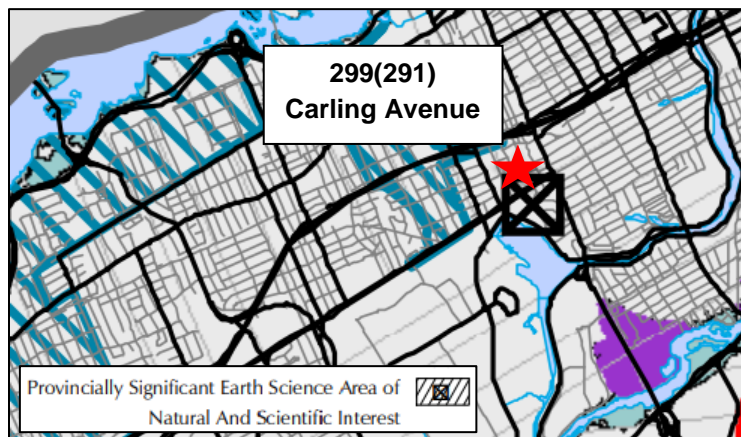 299(291)
Carling Avenue
Provincially Significant Earth Science Area of
Natural And Scientific Interest